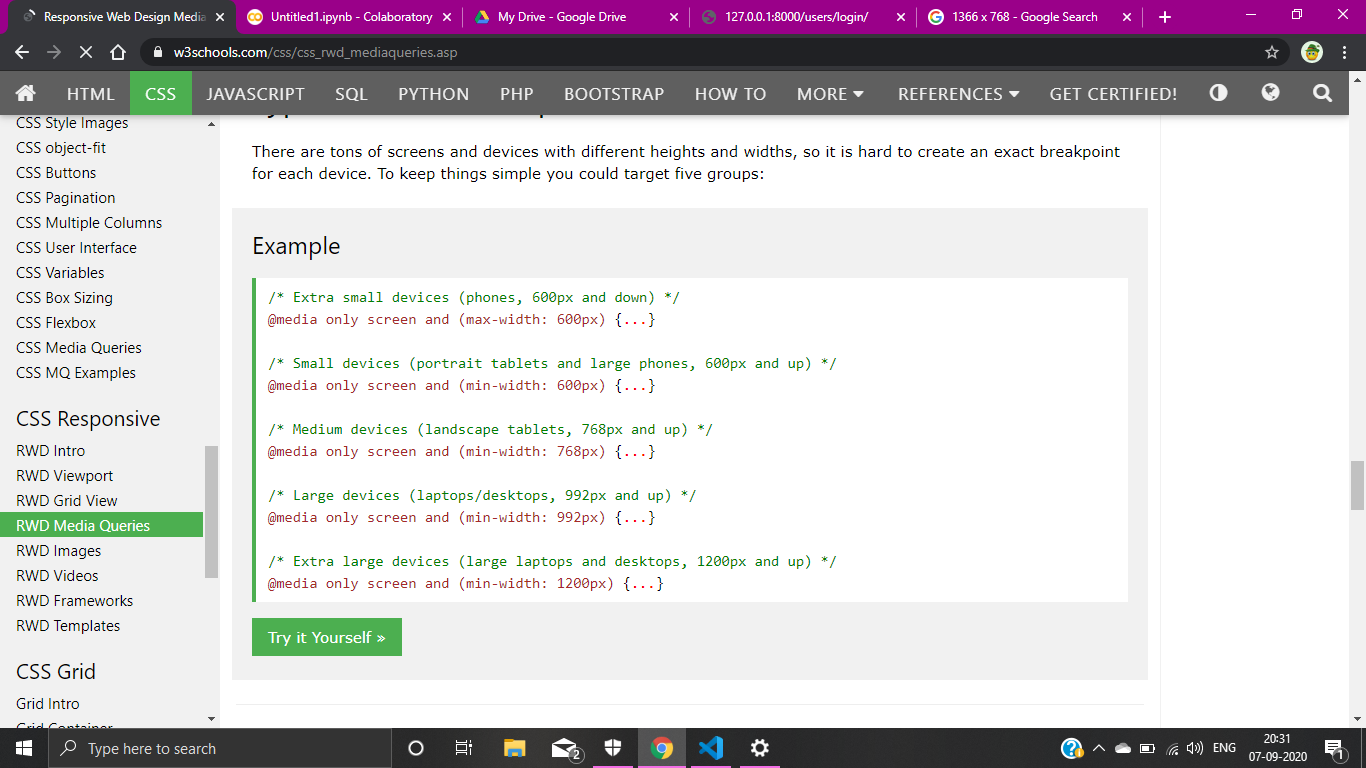 Responsive Web Design Media
Untitled1.ipynb - Colaboratory
My Drive - Google Drive
127.0.0.1:8000/users/login/
1366 x 768 - Google Search
w3schools.com/css/css_rwd_mediaqueries.asp
HTML CSS JAVASCRIPT SQL PYTHON PHP BOOTSTRAP HOW TO MORE REFERENCES GET CERTIFIED!
CSS Style Images
CSS object-fit
CSS Buttons
CSS Pagination
CSS Multiple Columns
CSS User Interface
CSS Variables
CSS Box Sizing
CSS Flexbox
CSS Media Queries
CSS MQ Examples
CSS Responsive
RWD Intro
RWD Viewport
RWD Grid View
RWD Media Queries
RWD Images
RWD Videos
RWD Frameworks
RWD Templates
CSS Grid
Grid Intro
Grid Container
There are tons of screens and devices with different heights and widths, so it is hard to create an exact breakpoint
for each device. To keep things simple you could target five groups:
Example
/* Extra small devices (phones, 600px and down) */
@media only screen and (max-width: 600px) {...}
/* Small devices (portrait tablets and large phones, 600px and up) */
@media only screen and (min-width: 600px) {...}
/* Medium devices (landscape tablets, 768px and up) */
@media only screen and (min-width: 768px) {...}
/* Large devices (laptops/desktops, 992px and up) */
@media only screen and (min-width: 992px) {...}
/* Extra large devices (large laptops and desktops, 1200px and up) */
@media only screen and (min-width: 1200px) {...}
Try it Yourself »
Type here to search
2
ENG
20:31
07-09-2020
1